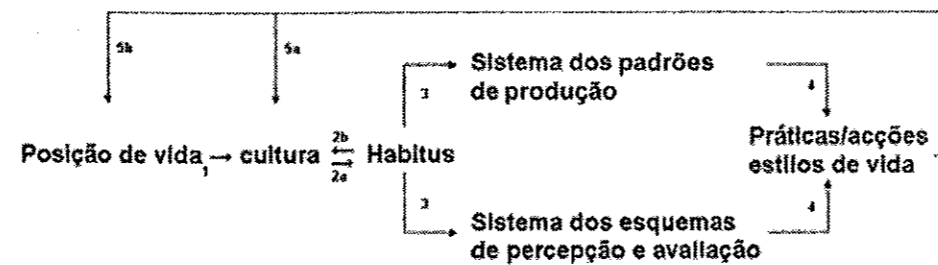 5b
5a
Sistema dos padrões
de produção
3
4
Posição de vida 1 → cultura 2b 2a Habitus
Práticas/acções
estilos de vida
3
4
Sistema dos esquemas
de percepção e avaliação